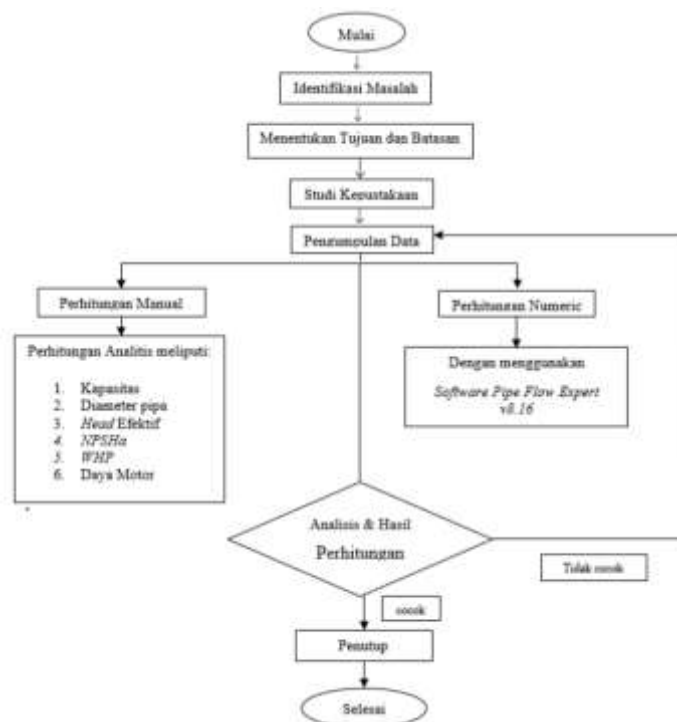 Mulai
Identifikasi Masalah
Menentukan Tujuan dan Batasan
Studi Kepustakaan
Pengumpulan Data
Perhitungan Manual
Perhitungan Numeric
Perhitungan Analitis meliputi:
1. Kapasitas
2. Diameter pipa
3. Head Efektif
4. NPSHa
5. WHP
6. Daya Motor
Dengan menggunakan
Software Pipe Flow Expert
v8.16
Analisis & Hasil
Perhitungan
Tidak cocok
cocok
Penutup
Selesai